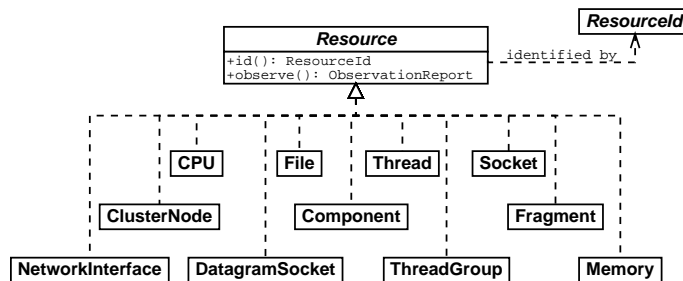 ResourceId
Resource
+id(): ResourceId
+observe(): ObservationReport
identified by
CPU
File
Thread
Socket
ClusterNode
Component
Fragment
NetworkInterface
DatagramSocket
ThreadGroup
Memory